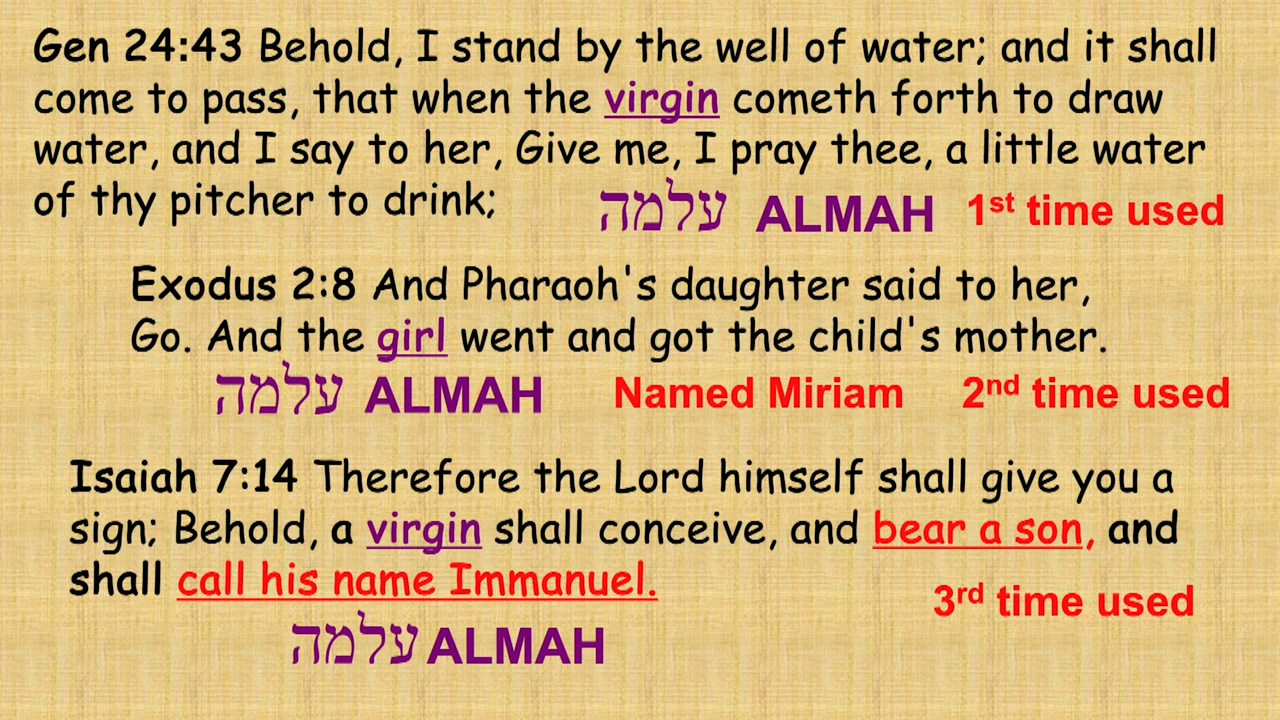 Gen 24:43 Behold, I stand by the well of water; and it shall
come to pass, that when the virgin cometh forth to draw
water, and I say to her, Give me, I pray thee, a little water
of thy pitcher to drink;
עלמה ALMAH 1st time used
Exodus 2:8 And Pharaoh's daughter said to her,
Go. And the girl went and got the child's mother.
עלמה ALMAH Named Miriam 2nd time used
Isaiah 7:14 Therefore the Lord himself shall give you a
sign; Behold, a virgin shall conceive, and bear a son, and
shall call his name Immanuel.
3rd time used
עלמה ALMAH